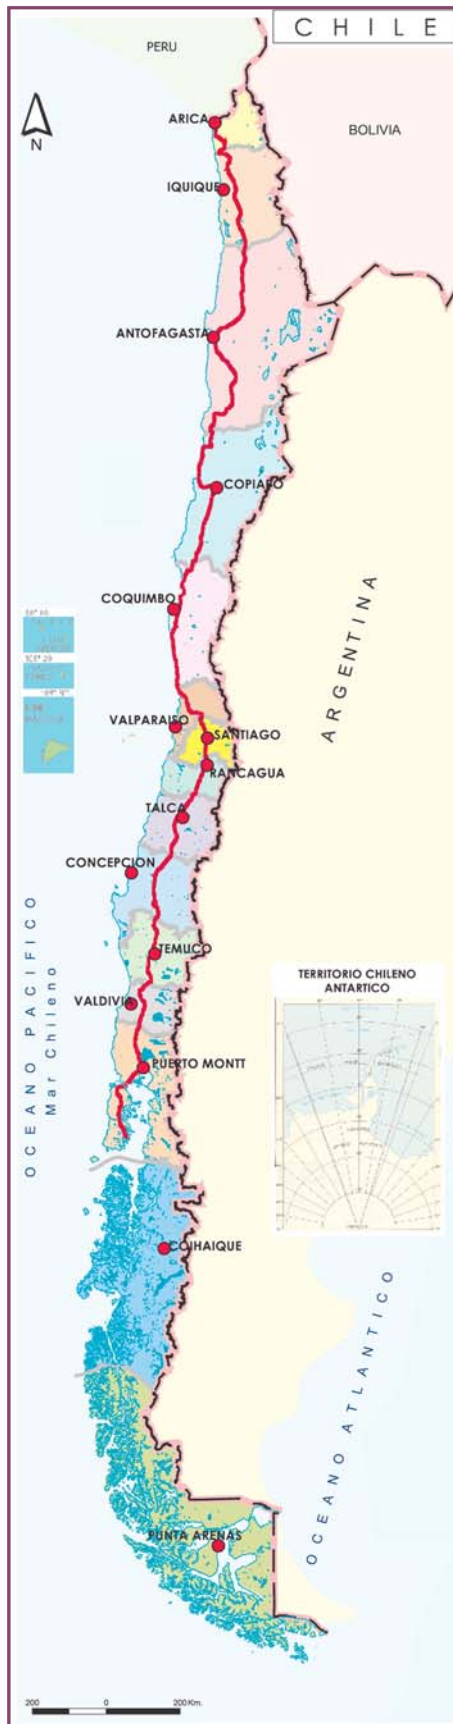 CHILE
PERU
BOLIVIA
N
ARICA
IQUIQUE
ANTOFAGASTA
COPIAPO
COQUIMBO
ARGENTINA
VALPARAISO
SANTIAGO
RANCAGUA
TALCA
CONCEPCION
TEMUCO
OCEANO PACIFICO
Mar Chileno
TERRITORIO CHILENO
ANTARTICO
VALDIVIA
PUERTO MONTT
COIHAIQUE
OCEANO ATLANTICO
PUNTA ARENAS
200 0 200 Km.